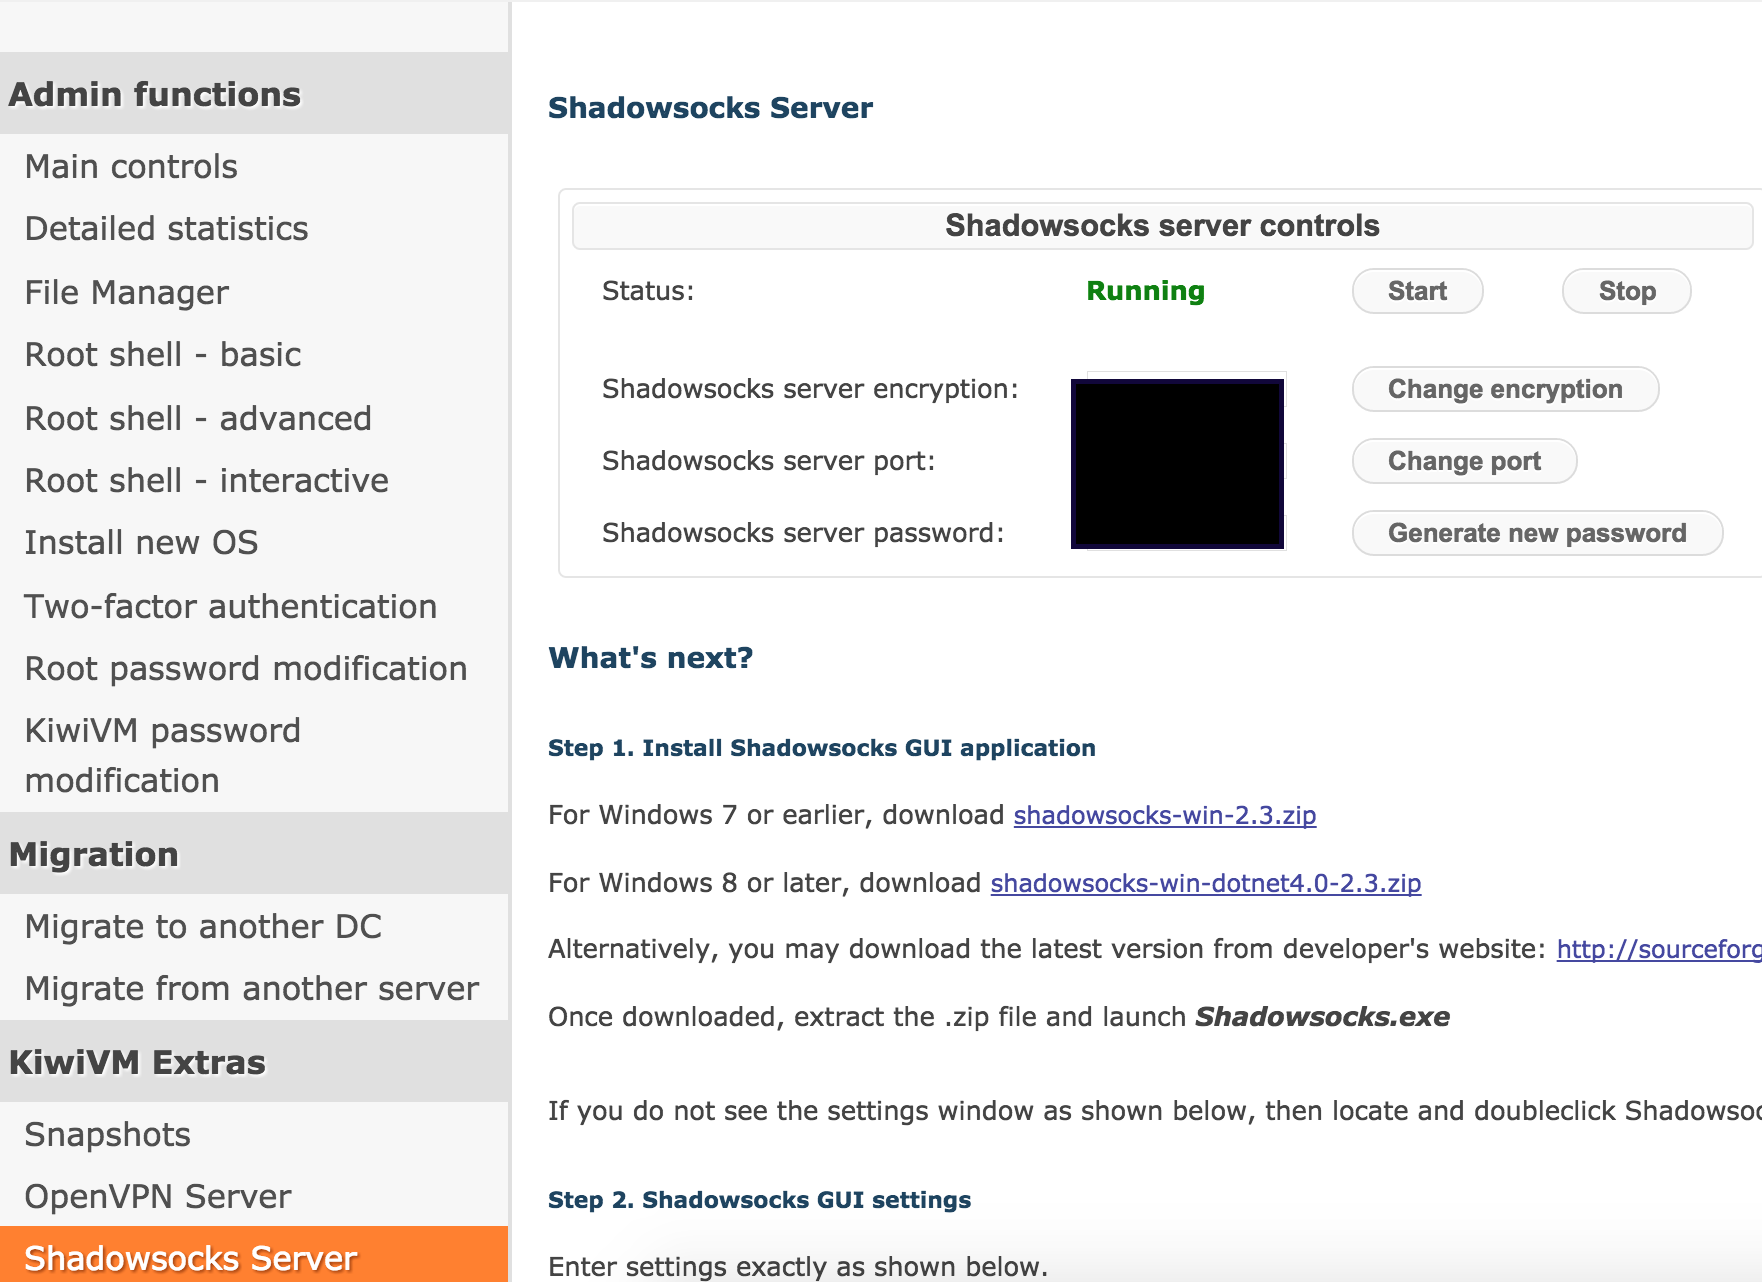 Admin functions
Main controls
Detailed statistics
File Manager
Root shell - basic
Root shell - advanced
Root shell - interactive
Install new OS
Two-factor authentication
Root password modification
KiwiVM password
modification
Migration
Migrate to another DC
Migrate from another server
KiwiVM Extras
Snapshots
OpenVPN Server
Shadowsocks Server
Shadowsocks Server
Shadowsocks server controls
Status: Running Start Stop
Shadowsocks server encryption: Change encryption
Shadowsocks server port: Change port
Shadowsocks server password: Generate new password
What's next?
Step 1. Install Shadowsocks GUI application
For Windows 7 or earlier, download shadowsocks-win-2.3.zip
For Windows 8 or later, download shadowsocks-win-dotnet4.0-2.3.zip
Alternatively, you may download the latest version from developer's website: http://sourceforg
Once downloaded, extract the .zip file and launch Shadowsocks.exe
If you do not see the settings window as shown below, then locate and doubleclick Shadowsoc
Step 2. Shadowsocks GUI settings
Enter settings exactly as shown below.